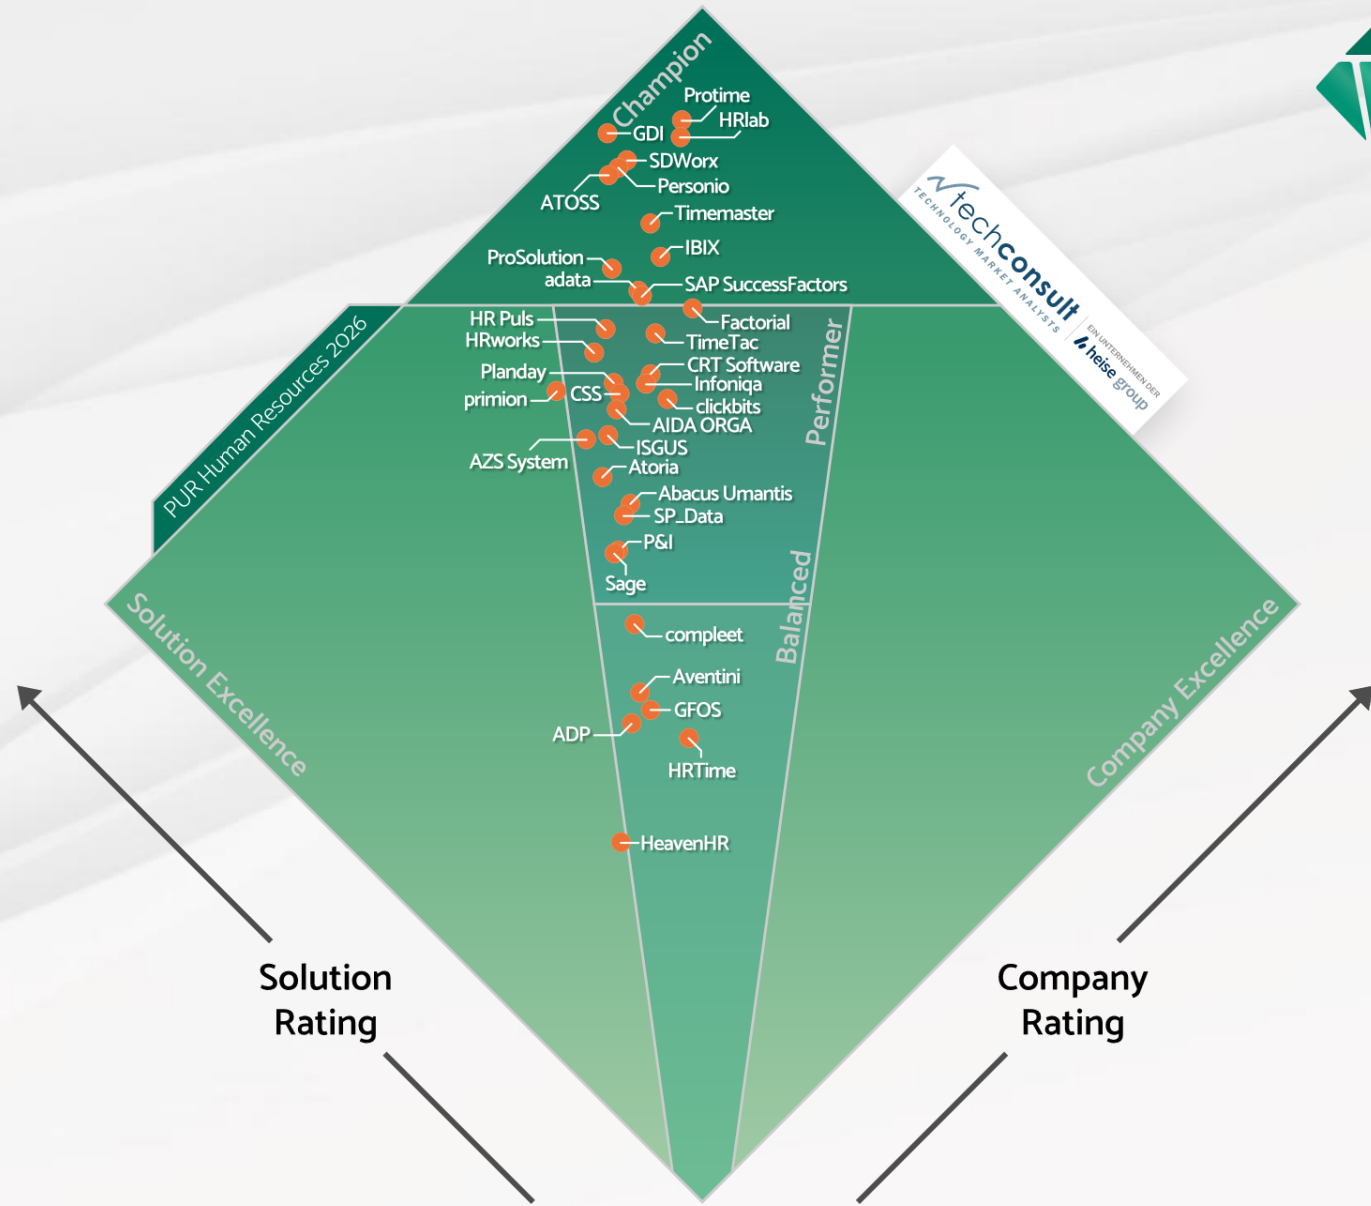 Champion
Protime
HRlab
GDI
SDWorx
Personio
ATOSS
Timemaster
IBIX
ProSolution
adata
SAP SuccessFactors
Factorial
HR Puls
TimeTac
HRworks
CRT Software
Planday
Infoniqa
primion
CSS
clickbits
AIDA ORGA
ISGUS
AZS System
Atoria
Abacus Umantis
SP_Data
P&I
Sage
compleet
Aventini
GFOS
ADP
HRTime
HeavenHR
Performer
Balanced
PUR Human Resources 2026
techconsult
TECHNOLOGY MARKET ANALYSTS
EIN UNTERNEHMEN DER
heise group
Solution Excellence
Company Excellence
Solution
Rating
Company
Rating